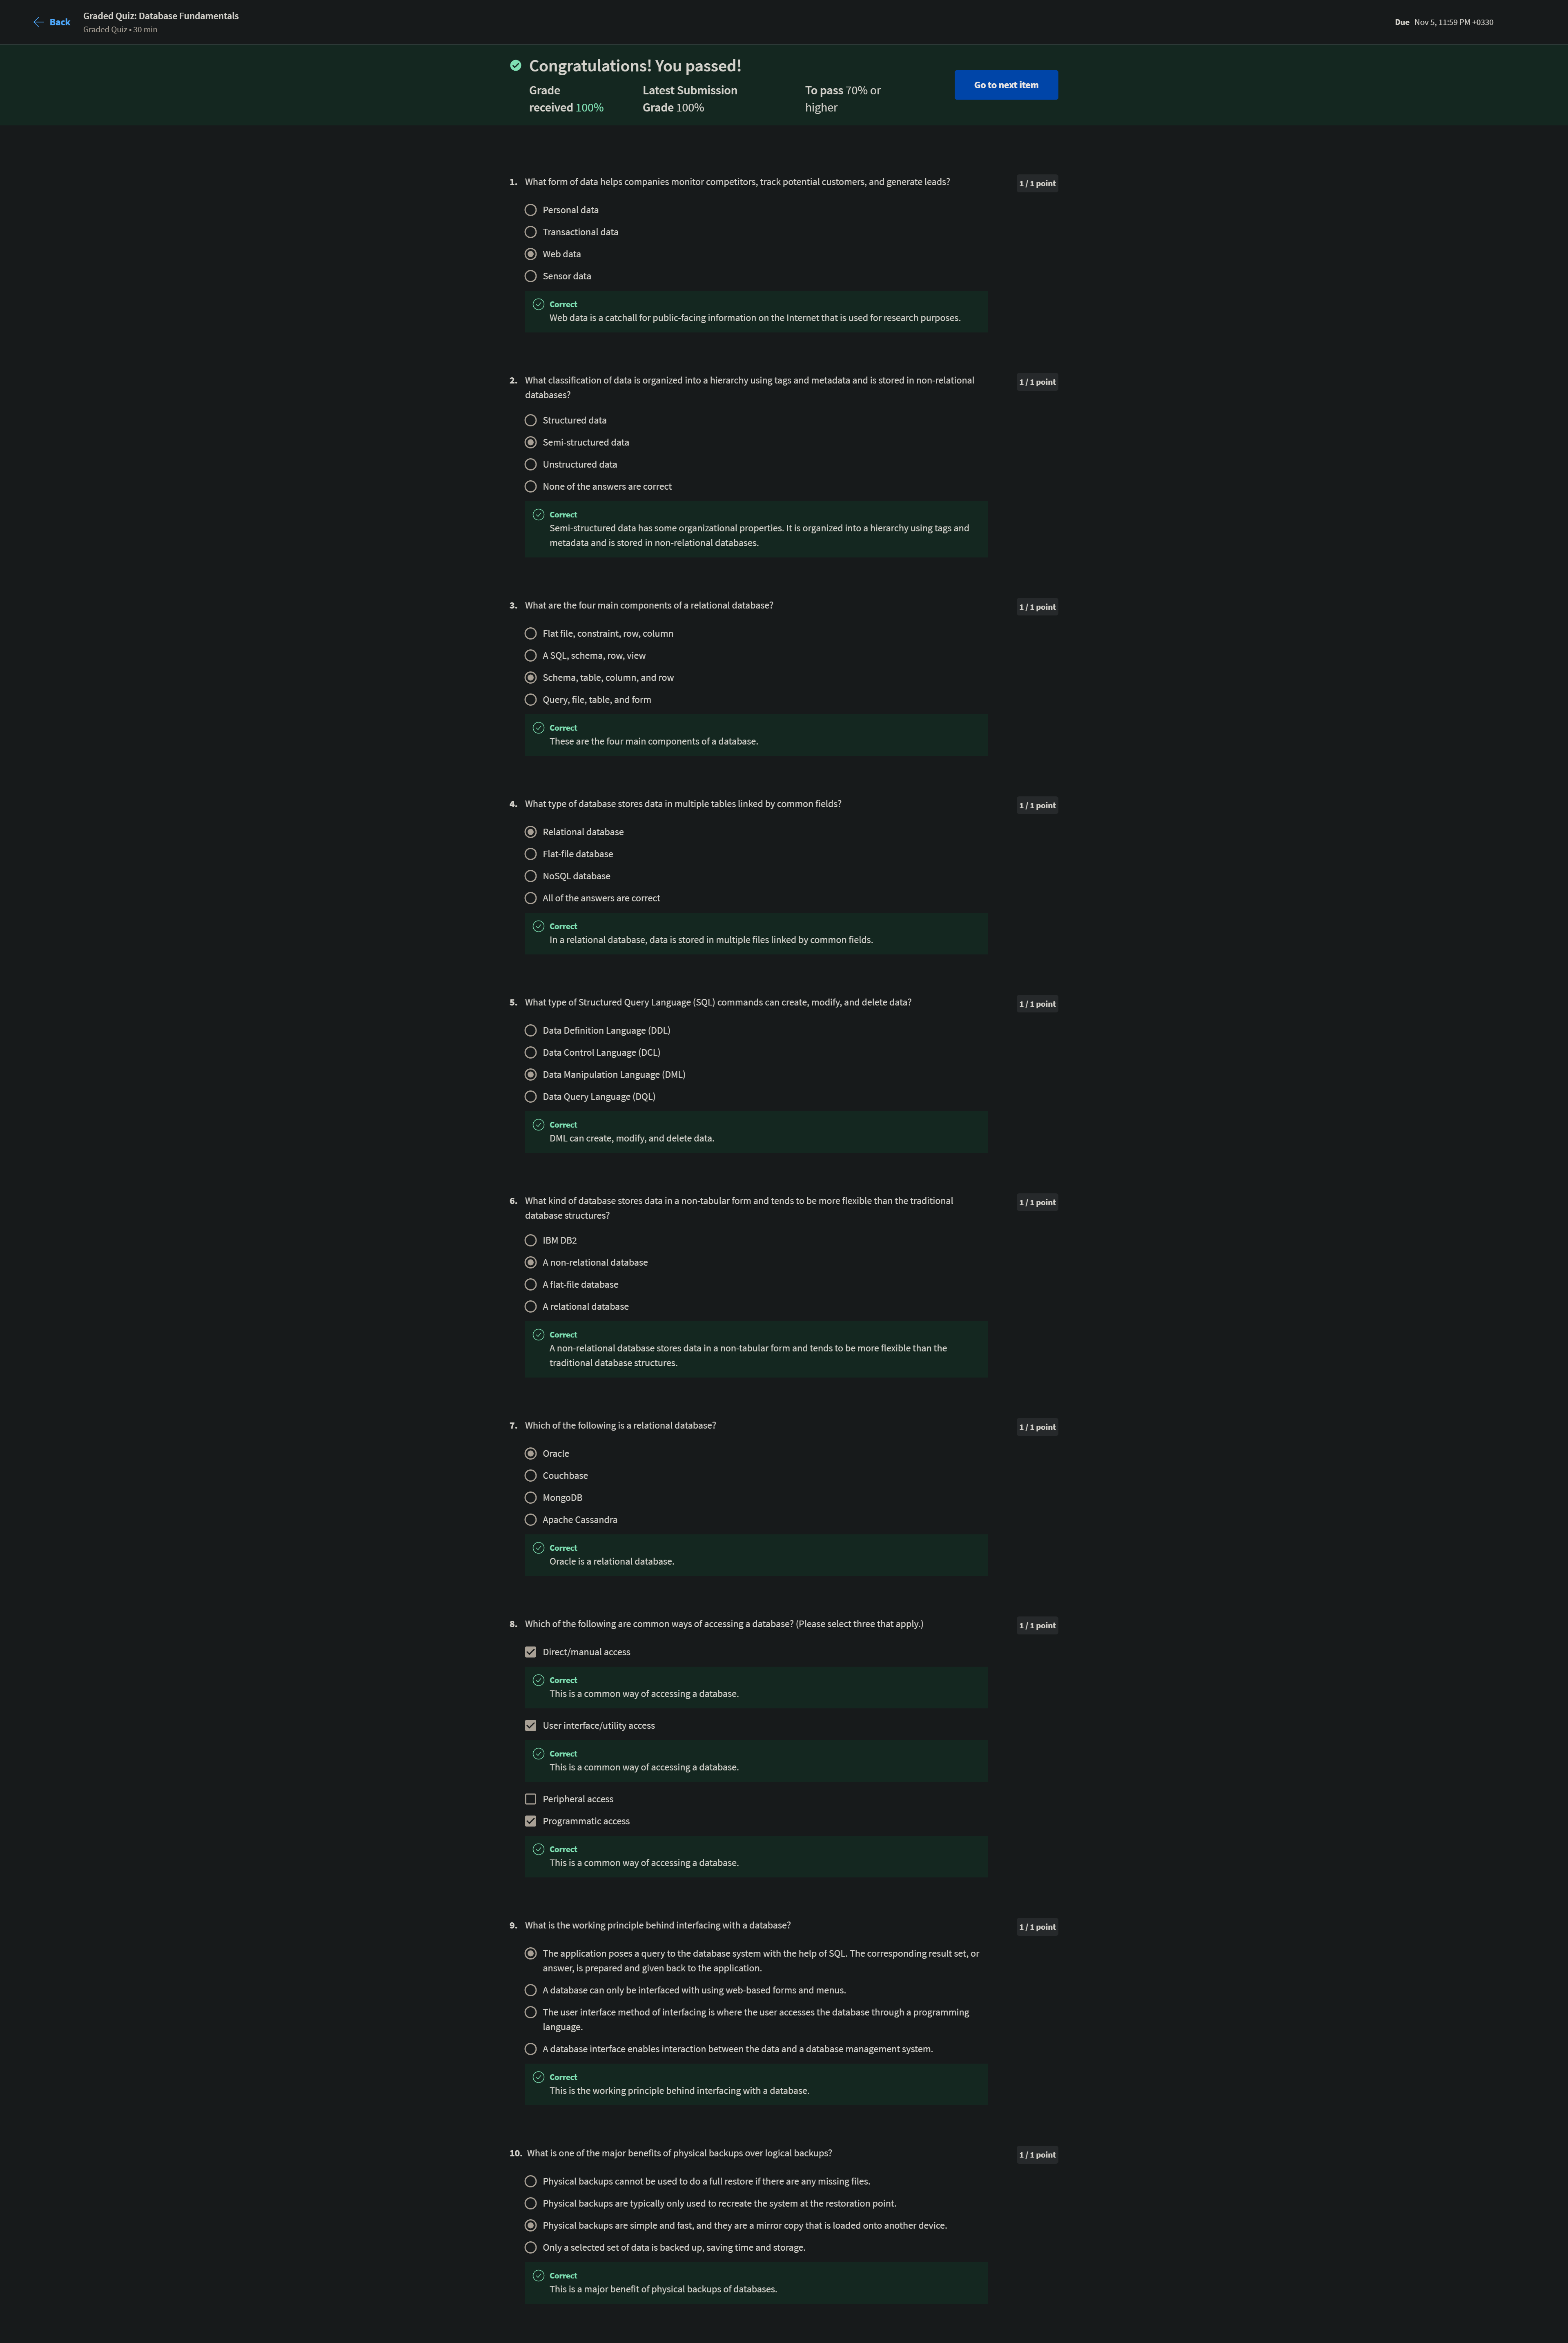 Back
Graded Quiz: Database Fundamentals
Graded Quiz • 30 min
Due Nov 5, 11:59 PM +0330
Congratulations! You passed!
Grade
received 100%
Latest Submission
Grade 100%
To pass 70% or
higher
Go to next item
1. What form of data helps companies monitor competitors, track potential customers, and generate leads?
1 / 1 point
Personal data
Transactional data
Web data
Sensor data
Correct
Web data is a catchall for public-facing information on the Internet that is used for research purposes.
2. What classification of data is organized into a hierarchy using tags and metadata and is stored in non-relational
databases?
1 / 1 point
Structured data
Semi-structured data
Unstructured data
None of the answers are correct
Correct
Semi-structured data has some organizational properties. It is organized into a hierarchy using tags and
metadata and is stored in non-relational databases.
3. What are the four main components of a relational database?
1 / 1 point
Flat file, constraint, row, column
A SQL, schema, row, view
Schema, table, column, and row
Query, file, table, and form
Correct
These are the four main components of a database.
4. What type of database stores data in multiple tables linked by common fields?
1 / 1 point
Relational database
Flat-file database
NoSQL database
All of the answers are correct
Correct
In a relational database, data is stored in multiple files linked by common fields.
5. What type of Structured Query Language (SQL) commands can create, modify, and delete data?
1 / 1 point
Data Definition Language (DDL)
Data Control Language (DCL)
Data Manipulation Language (DML)
Data Query Language (DQL)
Correct
DML can create, modify, and delete data.
6. What kind of database stores data in a non-tabular form and tends to be more flexible than the traditional
database structures?
1 / 1 point
IBM DB2
A non-relational database
A flat-file database
A relational database
Correct
A non-relational database stores data in a non-tabular form and tends to be more flexible than the
traditional database structures.
7. Which of the following is a relational database?
1 / 1 point
Oracle
Couchbase
MongoDB
Apache Cassandra
Correct
Oracle is a relational database.
8. Which of the following are common ways of accessing a database? (Please select three that apply.)
1 / 1 point
Direct/manual access
Correct
This is a common way of accessing a database.
User interface/utility access
Correct
This is a common way of accessing a database.
Peripheral access
Programmatic access
Correct
This is a common way of accessing a database.
9. What is the working principle behind interfacing with a database?
1 / 1 point
The application poses a query to the database system with the help of SQL. The corresponding result set, or
answer, is prepared and given back to the application.
A database can only be interfaced with using web-based forms and menus.
The user interface method of interfacing is where the user accesses the database through a programming
language.
A database interface enables interaction between the data and a database management system.
Correct
This is the working principle behind interfacing with a database.
10. What is one of the major benefits of physical backups over logical backups?
1 / 1 point
Physical backups cannot be used to do a full restore if there are any missing files.
Physical backups are typically only used to recreate the system at the restoration point.
Physical backups are simple and fast, and they are a mirror copy that is loaded onto another device.
Only a selected set of data is backed up, saving time and storage.
Correct
This is a major benefit of physical backups of databases.